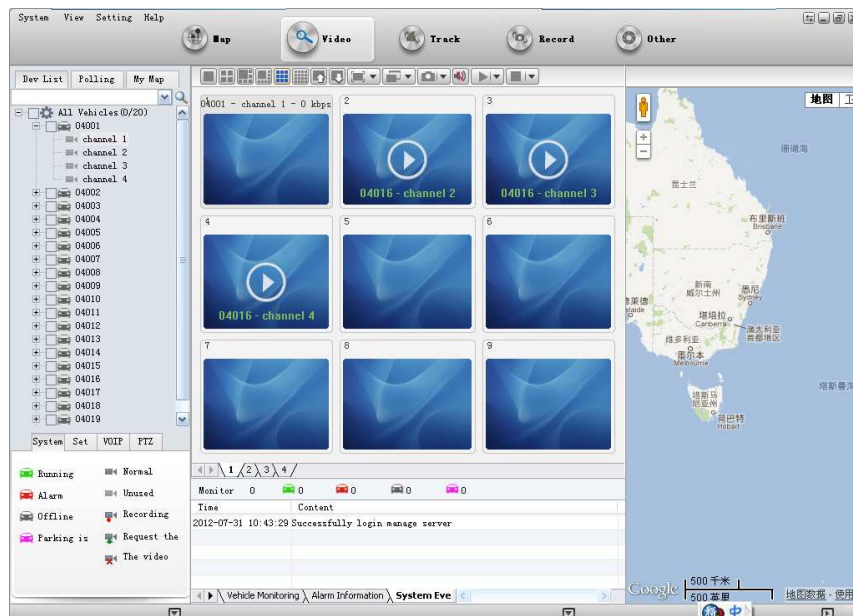 System View Setting Help
Map
Video
Track
Record
Other
Dev List Polling My Map
All Vehicles(0/20)
04001
channel 1
channel 2
channel 3
channel 4
04002
04003
04004
04005
04006
04007
04008
04009
04010
04011
04012
04013
04014
04015
04016
04017
04018
04019
System Set VOIP PTZ
Running
Normal
Alarm
Unused
Offline
Recording
Parking is
Request the
The video
04001 - channel 1 - 0 kbps
2
04016 - channel 2
3
04016 - channel 3
4
04016 - channel 4
5
6
7
8
9
1 2 3 4
Monitor 0 0 0 0 0
Time Content
2012-07-31 10:43:29 Successfully login manage server
Vehicle Monitoring Alarm Information System Eve
地图
珊瑚海
昆士兰
布里斯班
Brisbane
新南
威尔士州
悉尼
Sydney
莱德
laide
堪培拉
Canberra
澳大利亚
首都地区
维多利亚
墨尔本
Melbourne
塔斯马
尼亚州
荷巴特
Hobart
塔斯曼海
Google
500 千米
500 英里
地图数据 - 使用
中